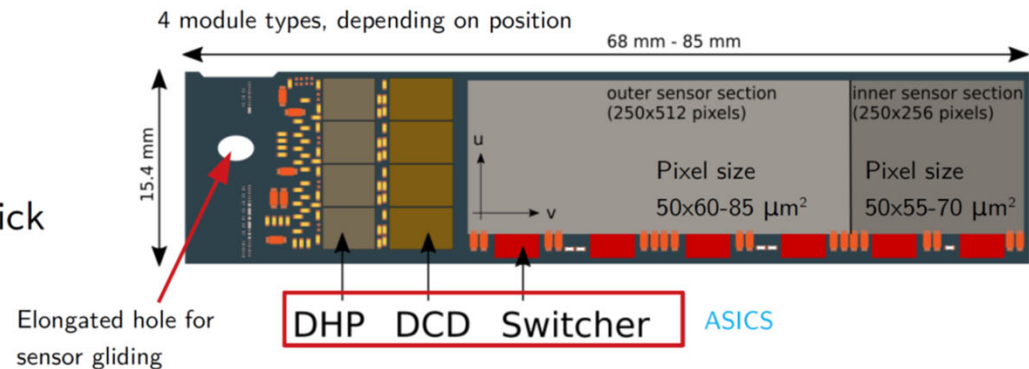 4 module types, depending on position
68 mm - 85 mm
15.4 mm
outer sensor section
(250x512 pixels)
inner sensor section
(250x256 pixels)
u
v
Pixel size
50x60-85 μm²
Pixel size
50x55-70 μm²
ick
Elongated hole for
sensor gliding
DHP DCD Switcher
ASICS